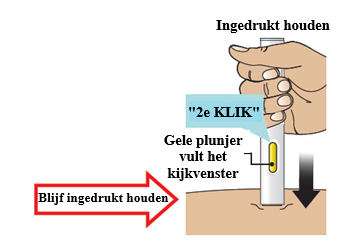 Ingedrukt houden
"2e KLIK"
Gele plunjer
vult het
kijkvenster
Blijf ingedrukt houden